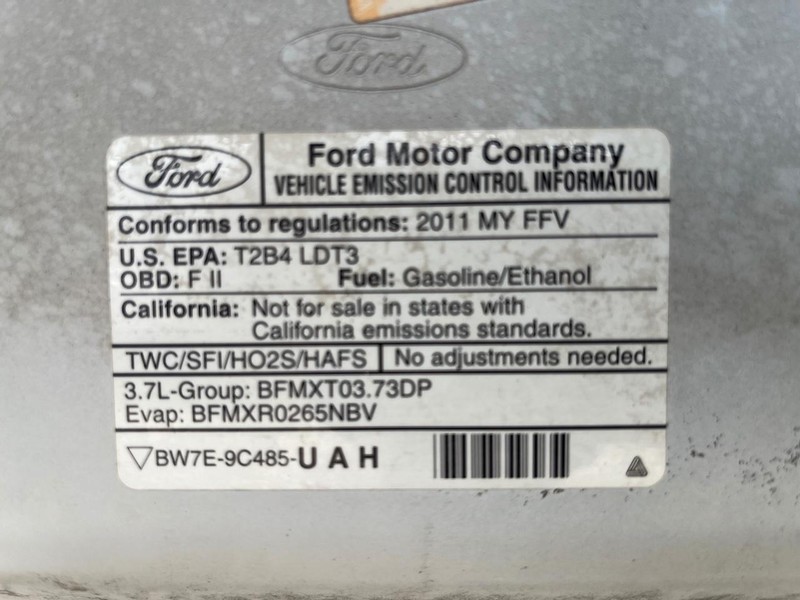 Ford
Ford
Ford Motor Company
VEHICLE EMISSION CONTROL INFORMATION
Conforms to regulations: 2011 MY FFV
U.S. EPA: T2B4 LDT3
OBD: F II Fuel: Gasoline/Ethanol
California: Not for sale in states with
California emissions standards.
TWC/SFI/HO2S/HAFS No adjustments needed.
3.7L-Group: BFMXT03.73DP
Evap: BFMXR0265NBV
▽BW7E-9C485-U A H